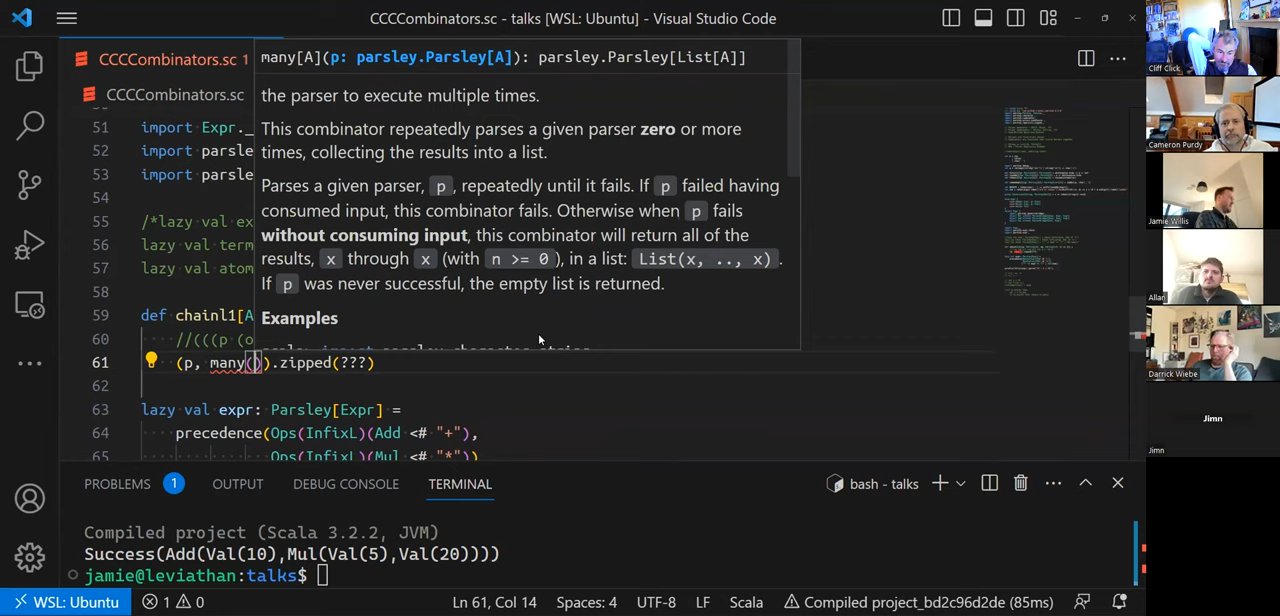 CCCCombinators.sc - talks [WSL: Ubuntu] - Visual Studio Code
CCCCombinators.sc 1
CCCCombinators.sc
many[A](p: parsley.Parsley[A]): parsley.Parsley[List[A]]
the parser to execute multiple times.
This combinator repeatedly parses a given parser zero or more
times, collecting the results into a list.
Parses a given parser, p, repeatedly until it fails. If p failed having
consumed input, this combinator fails. Otherwise when p fails
without consuming input, this combinator will return all of the
results, x through x (with n >= 0), in a list: List(x, .., x).
If p was never successful, the empty list is returned.
Examples
51 import Expr._
52 import parsle
53 import parsle
54
55 /*lazy val ex
56 lazy val term
57 lazy val atom
58
59 def chainl1[A
60 //(((p (o
61 (p, many()).zipped(???)
62
63 lazy val expr: Parsley[Expr] =
64 precedence(Ops(InfixL)(Add <# "+"),
65 Ops(InfixL)(Mul <# "*"))
PROBLEMS 1 OUTPUT DEBUG CONSOLE TERMINAL
bash - talks
Compiled project (Scala 3.2.2, JVM)
Success(Add(Val(10),Mul(Val(5),Val(20))))
jamie@leviathan:talks$
WSL: Ubuntu 1 0 Ln 61, Col 14 Spaces: 4 UTF-8 LF Scala Compiled project_bd2c96d2de (85ms)
Cliff Click
Cameron Purdy
Jamie Willis
Allan
Darrick Wiebe
Jimn
Jimn